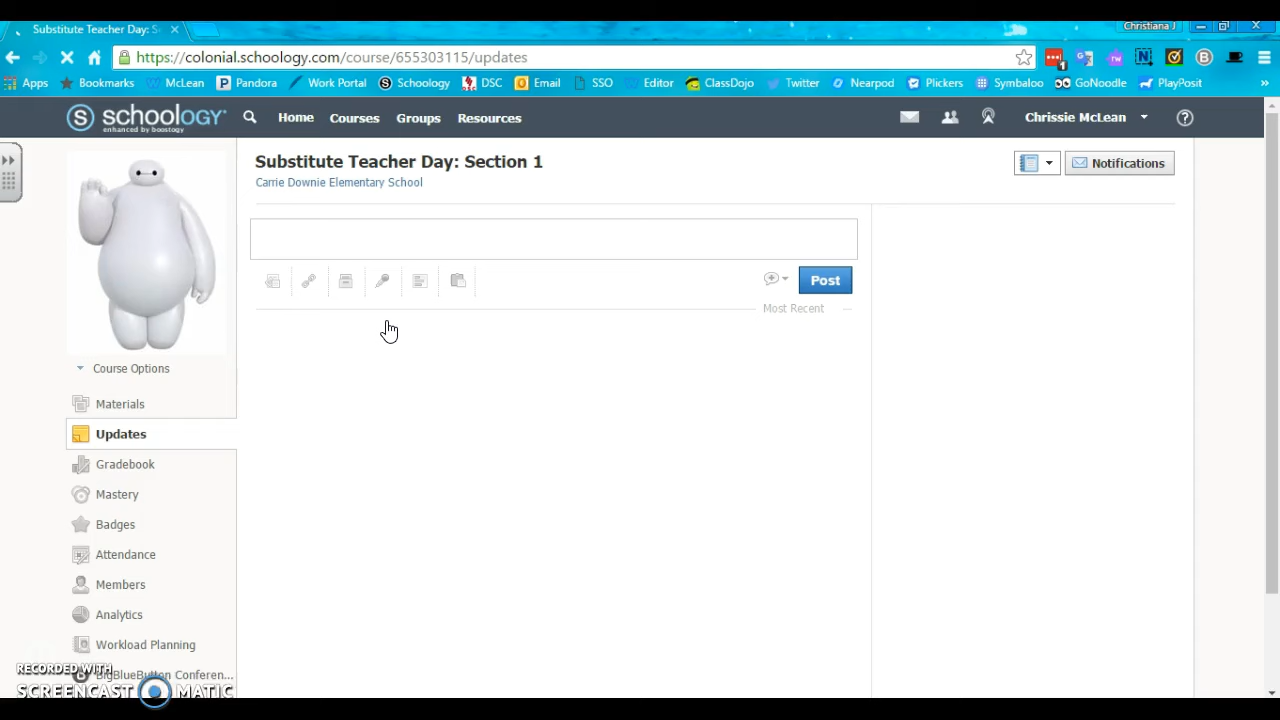 Substitute Teacher Day: S
Christiana J
https://colonial.schoology.com/course/655303115/updates
Apps Bookmarks McLean Pandora Work Portal Schoology DSC Email SSO Editor ClassDojo Twitter Nearpod Plickers Symbaloo GoNoodle PlayPosit
schoology Home Courses Groups Resources Chrissie McLean
enhanced by boostogy
Substitute Teacher Day: Section 1
Notifications
Carrie Downie Elementary School
Post
Most Recent
Course Options
Materials
Updates
Gradebook
Mastery
Badges
Attendance
Members
Analytics
Workload Planning
BigBlueButton Conferen...
RECORDED WITH
SCREENCAST MATIC